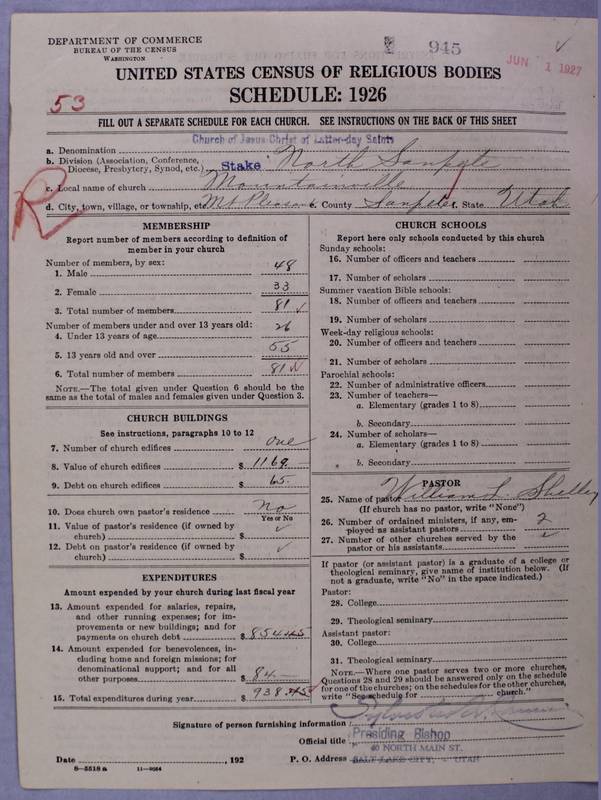 DEPARTMENT OF COMMERCE
BUREAU OF THE CENSUS
WASHINGTON
945
JUN 1 1927
UNITED STATES CENSUS OF RELIGIOUS BODIES
SCHEDULE: 1926
53
FILL OUT A SEPARATE SCHEDULE FOR EACH CHURCH. SEE INSTRUCTIONS ON THE BACK OF THIS SHEET
a. Denomination Church of Jesus Christ of Latter-day Saints
b. Division (Association, Conference, Diocese, Presbytery, Synod, etc.) Stake North Sanpete
c. Local name of church Mountainville
d. City, town, village, or township, etc. Mt Pleasant e. County Sanpete f. State Utah
R
MEMBERSHIP
Report number of members according to definition of
member in your church
Number of members, by sex:
1. Male 48
2. Female 33
3. Total number of members 81
Number of members under and over 13 years old:
4. Under 13 years of age 26
5. 13 years old and over 55
6. Total number of members 81
NOTE.—The total given under Question 6 should be the
same as the total of males and females given under Question 3.
CHURCH BUILDINGS
See instructions, paragraphs 10 to 12
7. Number of church edifices one
8. Value of church edifices $ 1169.
9. Debt on church edifices $ 65.
10. Does church own pastor's residence No
Yes or No
11. Value of pastor's residence (if owned by
church) $
12. Debt on pastor's residence (if owned by
church) $
EXPENDITURES
Amount expended by your church during last fiscal year
13. Amount expended for salaries, repairs,
and other running expenses; for im-
provements or new buildings; and for
payments on church debt $ 854.45
14. Amount expended for benevolences, in-
cluding home and foreign missions; for
denominational support; and for all
other purposes $ 84.—
15. Total expenditures during year $ 938.45
CHURCH SCHOOLS
Report here only schools conducted by this church
Sunday schools:
16. Number of officers and teachers
17. Number of scholars
Summer vacation Bible schools:
18. Number of officers and teachers
19. Number of scholars
Week-day religious schools:
20. Number of officers and teachers
21. Number of scholars
Parochial schools:
22. Number of administrative officers
23. Number of teachers—
a. Elementary (grades 1 to 8)
b. Secondary
24. Number of scholars—
a. Elementary (grades 1 to 8)
b. Secondary
PASTOR
25. Name of pastor William L. Shelley
(If church has no pastor, write "None")
26. Number of ordained ministers, if any, em-
ployed as assistant pastors 2
27. Number of other churches served by the
pastor or his assistants
If pastor (or assistant pastor) is a graduate of a college or
theological seminary, give name of institution below. (If
not a graduate, write "No" in the space indicated.)
Pastor:
28. College
29. Theological seminary
Assistant pastor:
30. College
31. Theological seminary
NOTE.—Where one pastor serves two or more churches,
Questions 28 and 29 should be answered only on the schedule
for one of the churches; on the schedules for the other churches,
write "See schedule for church."
Signature of person furnishing information Sylvester Q. Cannon
Official title Presiding Bishop
40 NORTH MAIN ST.
Date , 192 P. O. Address SALT LAKE CITY, UTAH
8—5518 a 11—9054